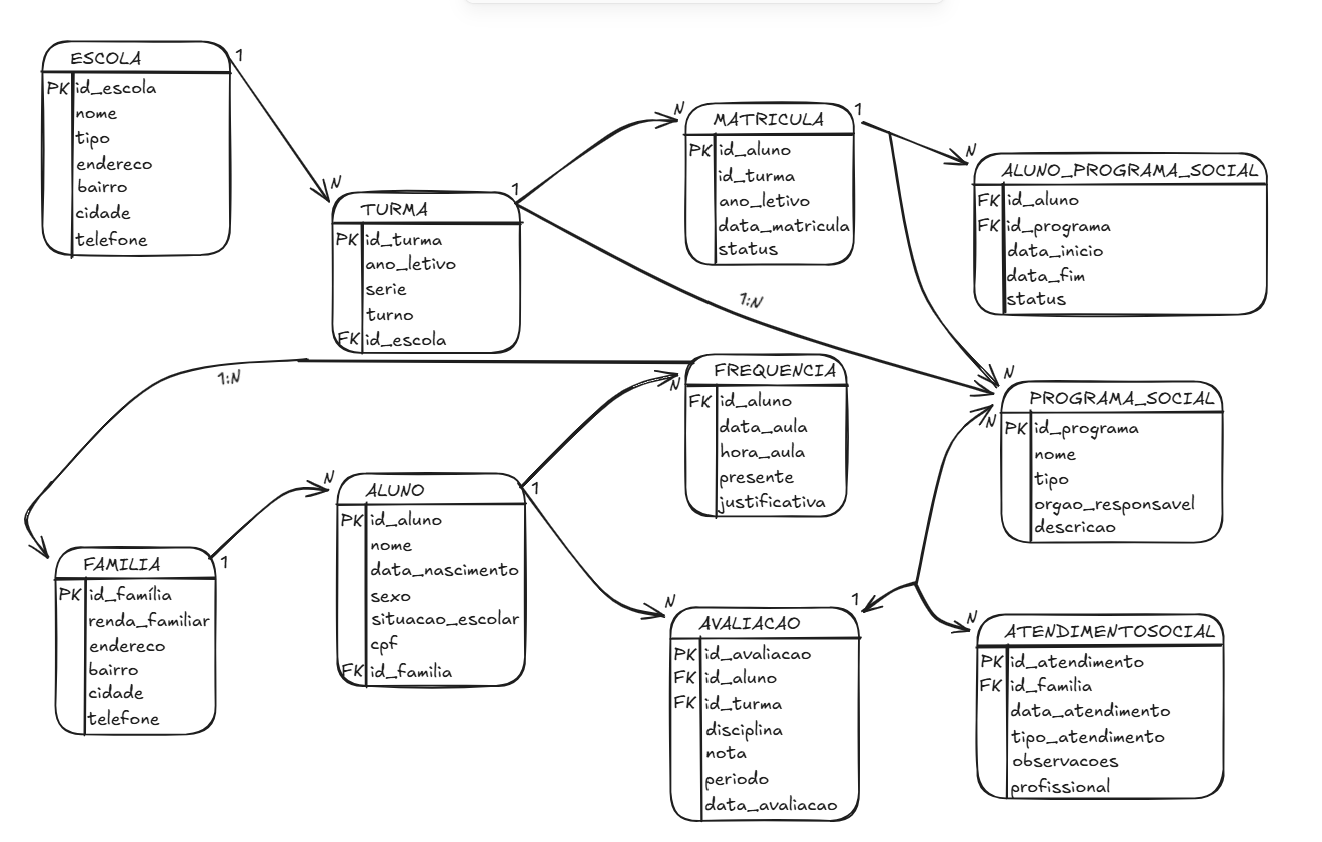 ESCOLA
1
PK id_escola
nome
tipo
endereco
bairro
cidade
telefone
N
TURMA
1
PK id_turma
ano_letivo
serie
turno
FK id_escola
N
MATRICULA
1
PK id_aluno
id_turma
ano_letivo
data_matricula
status
N
ALUNO_PROGRAMA_SOCIAL
FK id_aluno
FK id_programa
data_inicio
data_fim
status
1:N
1:N
FREQUENCIA
N
FK id_aluno
data_aula
hora_aula
presente
justificativa
N
PROGRAMA_SOCIAL
N
PK id_programa
nome
tipo
orgao_responsavel
descricao
N
ALUNO
1
PK id_aluno
nome
data_nascimento
sexo
situacao_escolar
cpf
FK id_familia
FAMILIA
1
PK id_família
renda_familiar
endereco
bairro
cidade
telefone
N
AVALIACAO
1
PK id_avaliacao
FK id_aluno
FK id_turma
disciplina
nota
periodo
data_avaliacao
N
ATENDIMENTOSOCIAL
PK id_atendimento
FK id_familia
data_atendimento
tipo_atendimento
observacoes
profissional